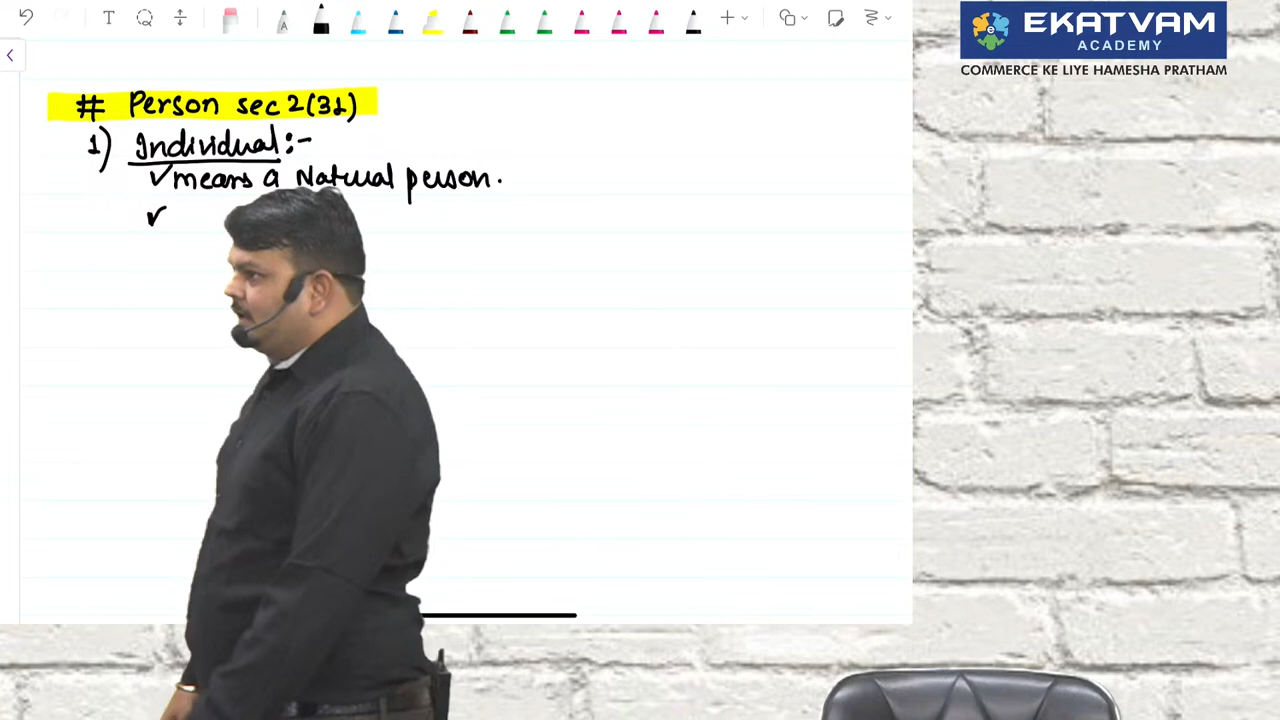 # Person sec 2(31)
1) Individual :-
✓ means a Natural person.
✓
EKATVAM
ACADEMY
COMMERCE KE LIYE HAMESHA PRATHAM